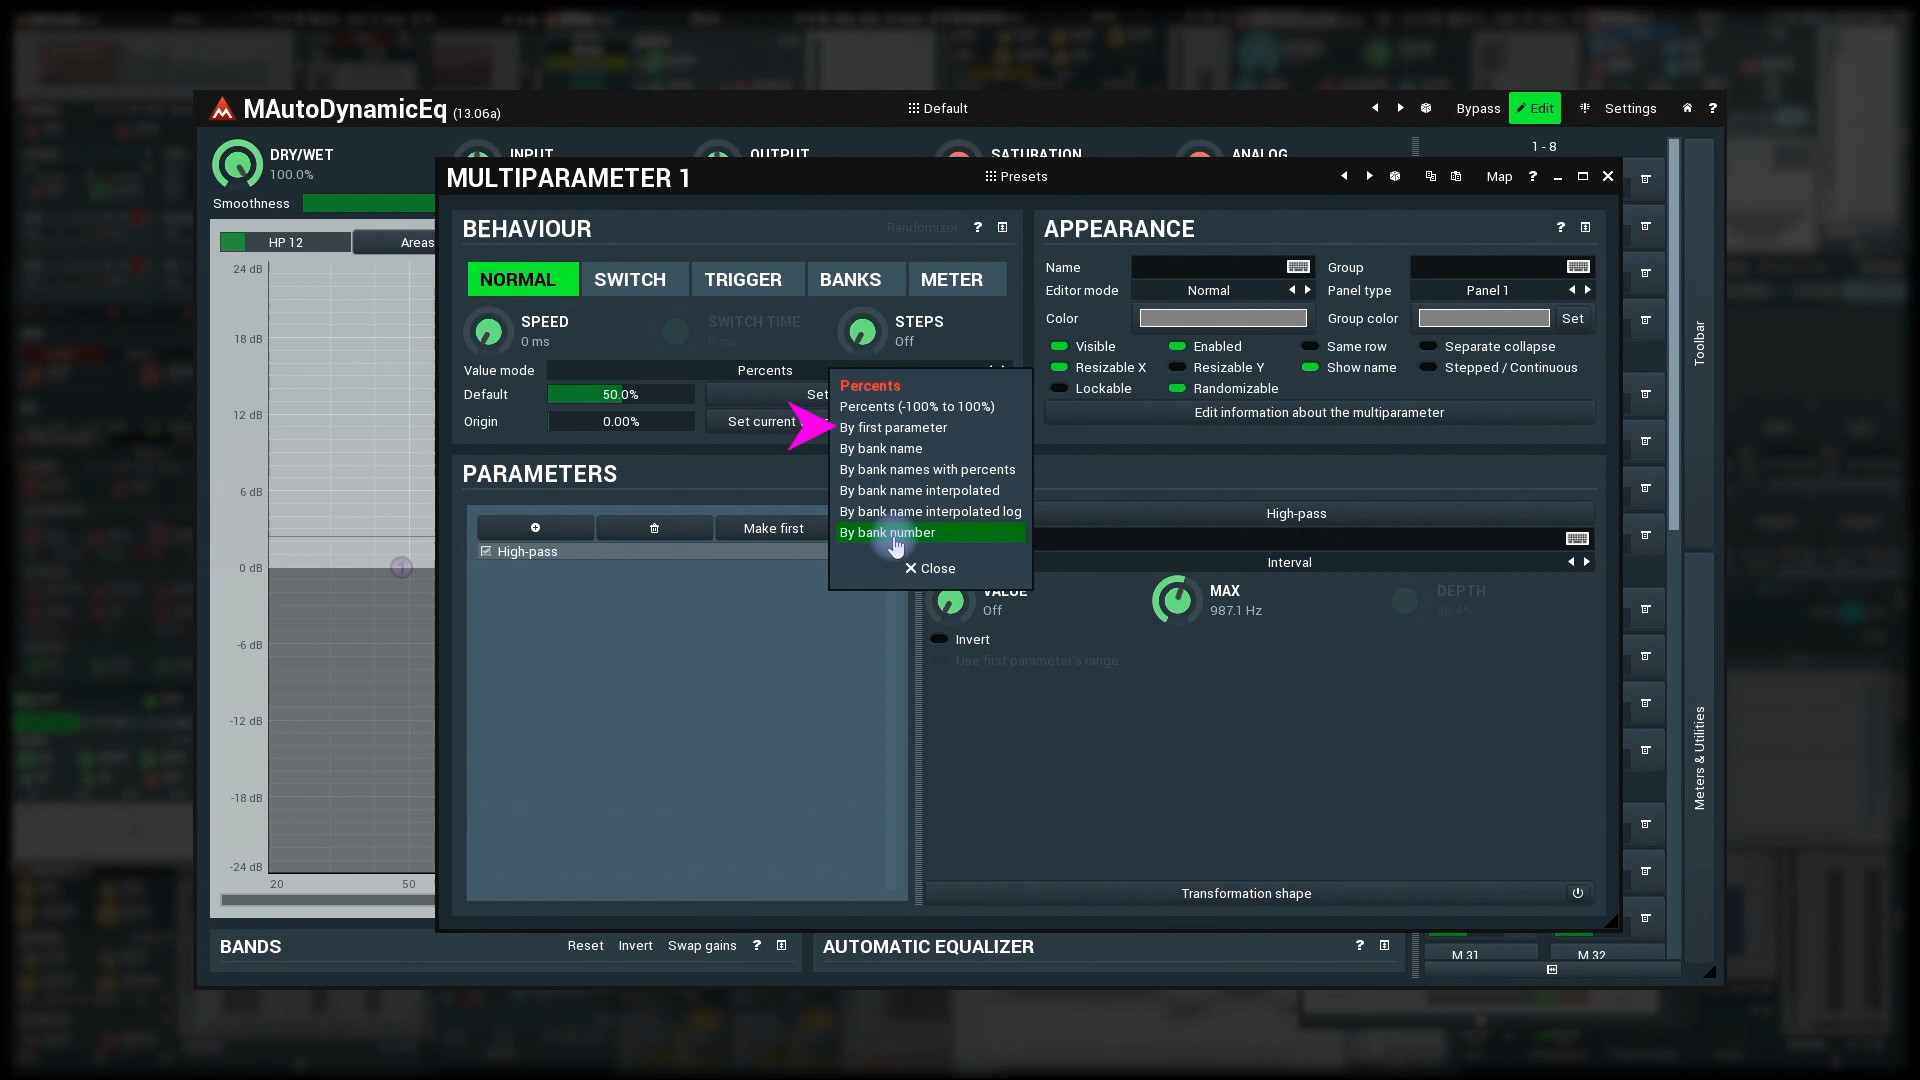 MAutoDynamicEq (13.06a)
Default
Bypass
Edit
Settings
?
DRY/WET
100.0%
INPUT
OUTPUT
SATURATION
ANALOG
1 - 8
Smoothness
MULTIPARAMETER 1
Presets
Map
?
HP 12
Areas
24 dB
18 dB
12 dB
6 dB
0 dB
-6 dB
-12 dB
-18 dB
-24 dB
20
50
1
BEHAVIOUR
Randomizer
?
NORMAL
SWITCH
TRIGGER
BANKS
METER
SPEED
0 ms
SWITCH TIME
0 ms
STEPS
Off
Value mode
Percents
Default
50.0%
Set
Origin
0.00%
Set current
Percents
Percents (-100% to 100%)
By first parameter
By bank name
By bank names with percents
By bank name interpolated
By bank name interpolated log
By bank number
Close
APPEARANCE
?
Name
Group
Editor mode
Normal
Panel type
Panel 1
Color
Group color
Set
Visible
Enabled
Same row
Separate collapse
Resizable X
Resizable Y
Show name
Stepped / Continuous
Lockable
Randomizable
Edit information about the multiparameter
PARAMETERS
Make first
High-pass
High-pass
Interval
VALUE
Off
MAX
987.1 Hz
DEPTH
Invert
Use first parameter's range
Transformation shape
Toolbar
Meters & Utilities
BANDS
Reset
Invert
Swap gains
?
AUTOMATIC EQUALIZER
?
M 31
M 32